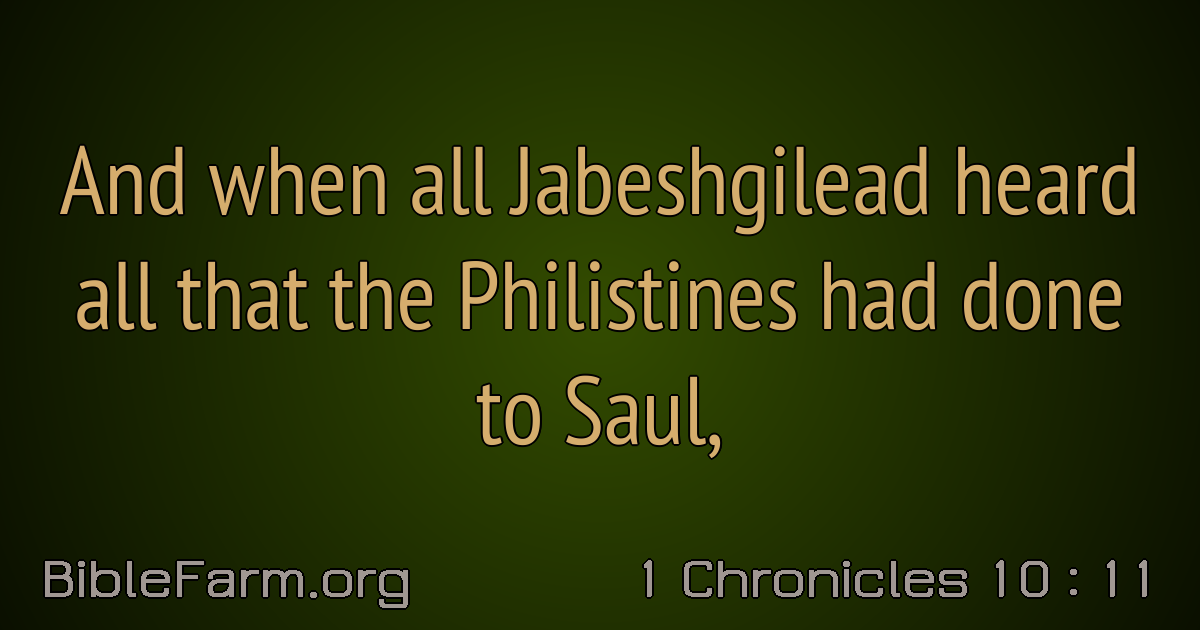 And when all Jabeshgilead heard
all that the Philistines had done
to Saul,
BibleFarm.org
1 Chronicles 10 : 11